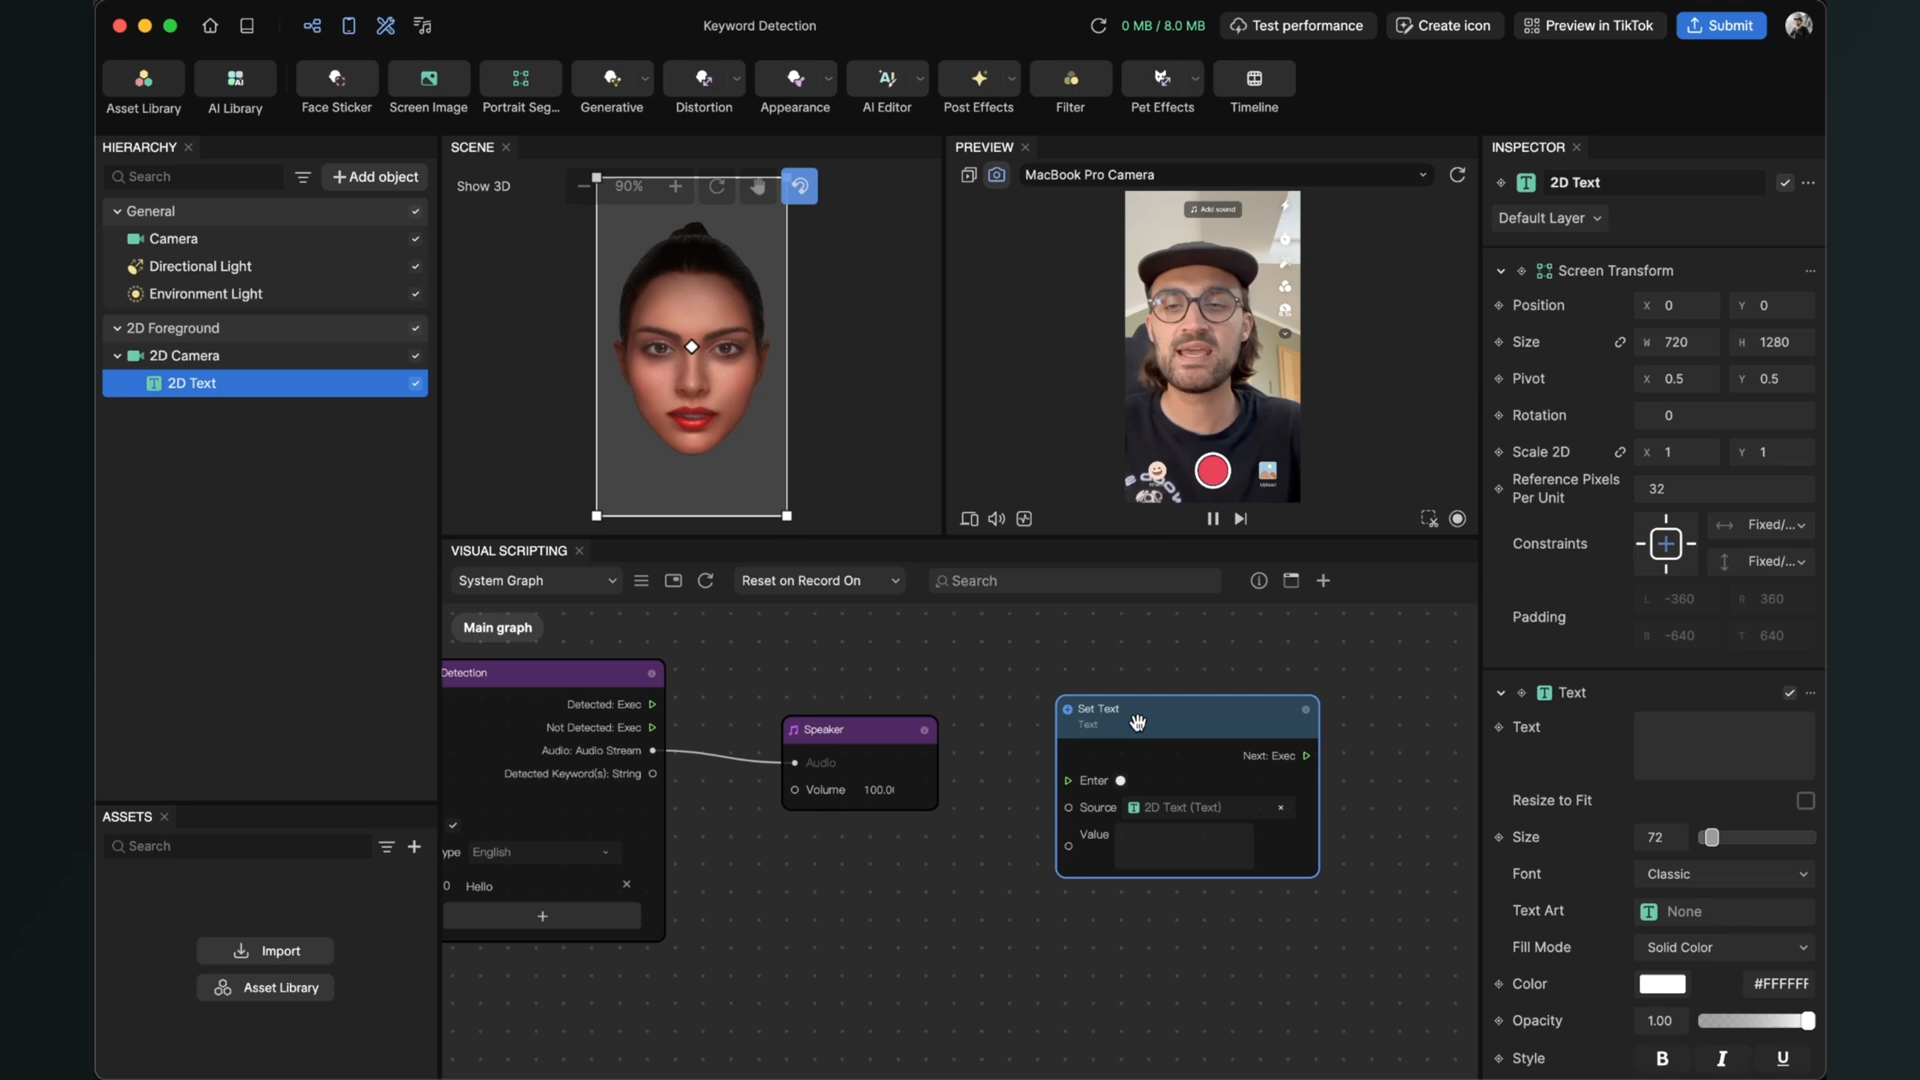 Keyword Detection
0 MB / 8.0 MB
Test performance
Create icon
Preview in TikTok
Submit
Asset Library
AI Library
Face Sticker
Screen Image
Portrait Seg...
Generative
Distortion
Appearance
AI Editor
Post Effects
Filter
Pet Effects
Timeline
HIERARCHY
Search
Add object
General
Camera
Directional Light
Environment Light
2D Foreground
2D Camera
2D Text
ASSETS
Search
Import
Asset Library
SCENE
Show 3D
90%
PREVIEW
MacBook Pro Camera
Add sound
VISUAL SCRIPTING
System Graph
Reset on Record On
Search
Main graph
Detection
Detected: Exec
Not Detected: Exec
Audio: Audio Stream
Detected Keyword(s): String
ype English
0 Hello
Speaker
Audio
Volume 100.0
Set Text
Text
Next: Exec
Enter
Source 2D Text (Text)
Value
INSPECTOR
2D Text
Default Layer
Screen Transform
Position X 0 Y 0
Size W 720 H 1280
Pivot X 0.5 Y 0.5
Rotation 0
Scale 2D X 1 Y 1
Reference Pixels
Per Unit 32
Constraints Fixed/...
Fixed/...
Padding L -360 R 360
B -640 T 640
Text
Text
Resize to Fit
Size 72
Font Classic
Text Art None
Fill Mode Solid Color
Color #FFFFFF
Opacity 1.00
Style B I U